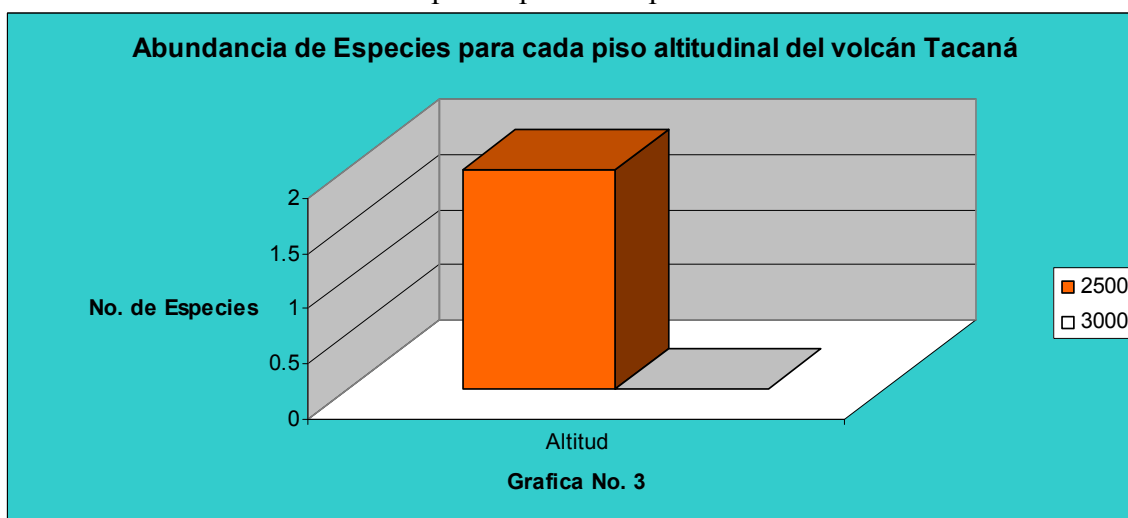 Abundancia de Especies para cada piso altitudinal del volcán Tacaná
2
1.5
1
0.5
0
No. de Especies
Altitud
Grafica No. 3
2500
3000